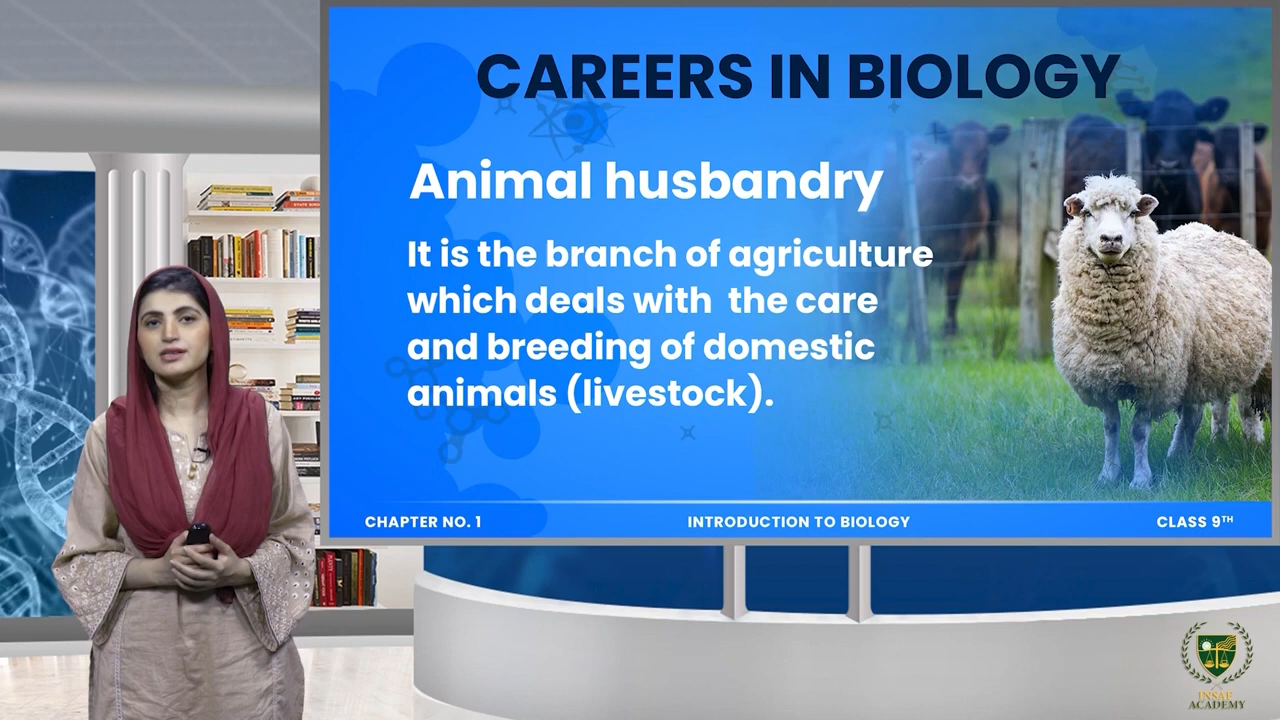 CAREERS IN BIOLOGY
Animal husbandry
It is the branch of agriculture
which deals with the care
and breeding of domestic
animals (livestock).
CHAPTER NO. 1
INTRODUCTION TO BIOLOGY
CLASS 9TH
INSAF
ACADEMY